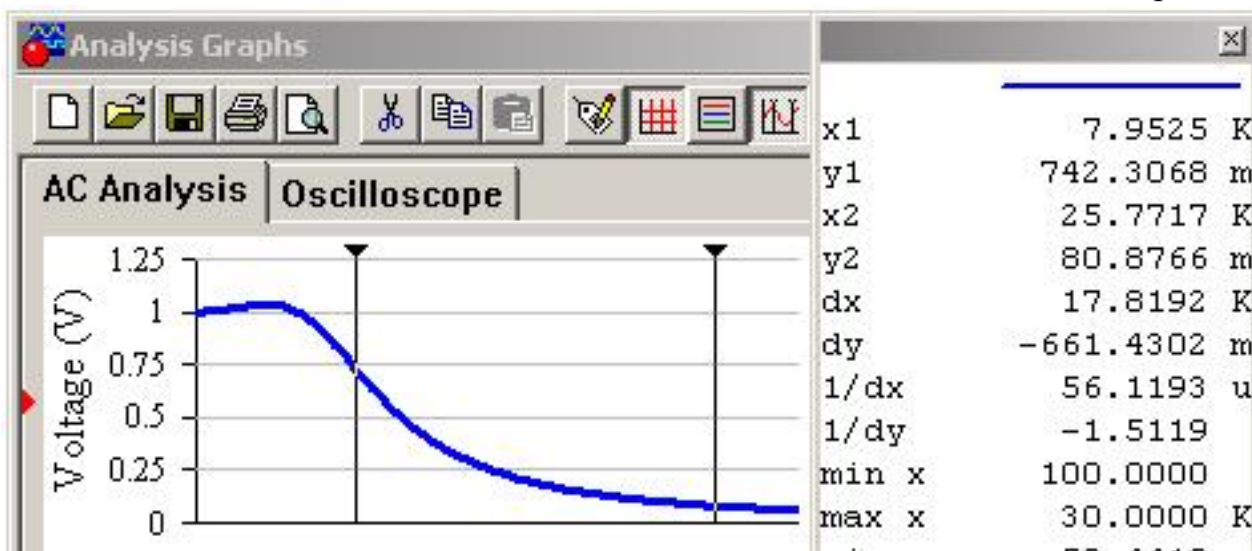 Analysis Graphs
AC Analysis
Oscilloscope
Voltage (V)
1.25
1
0.75
0.5
0.25
0
x1 7.9525 K
y1 742.3068 m
x2 25.7717 K
y2 80.8766 m
dx 17.8192 K
dy -661.4302 m
1/dx 56.1193 u
1/dy -1.5119
min x 100.0000
max x 30.0000 K